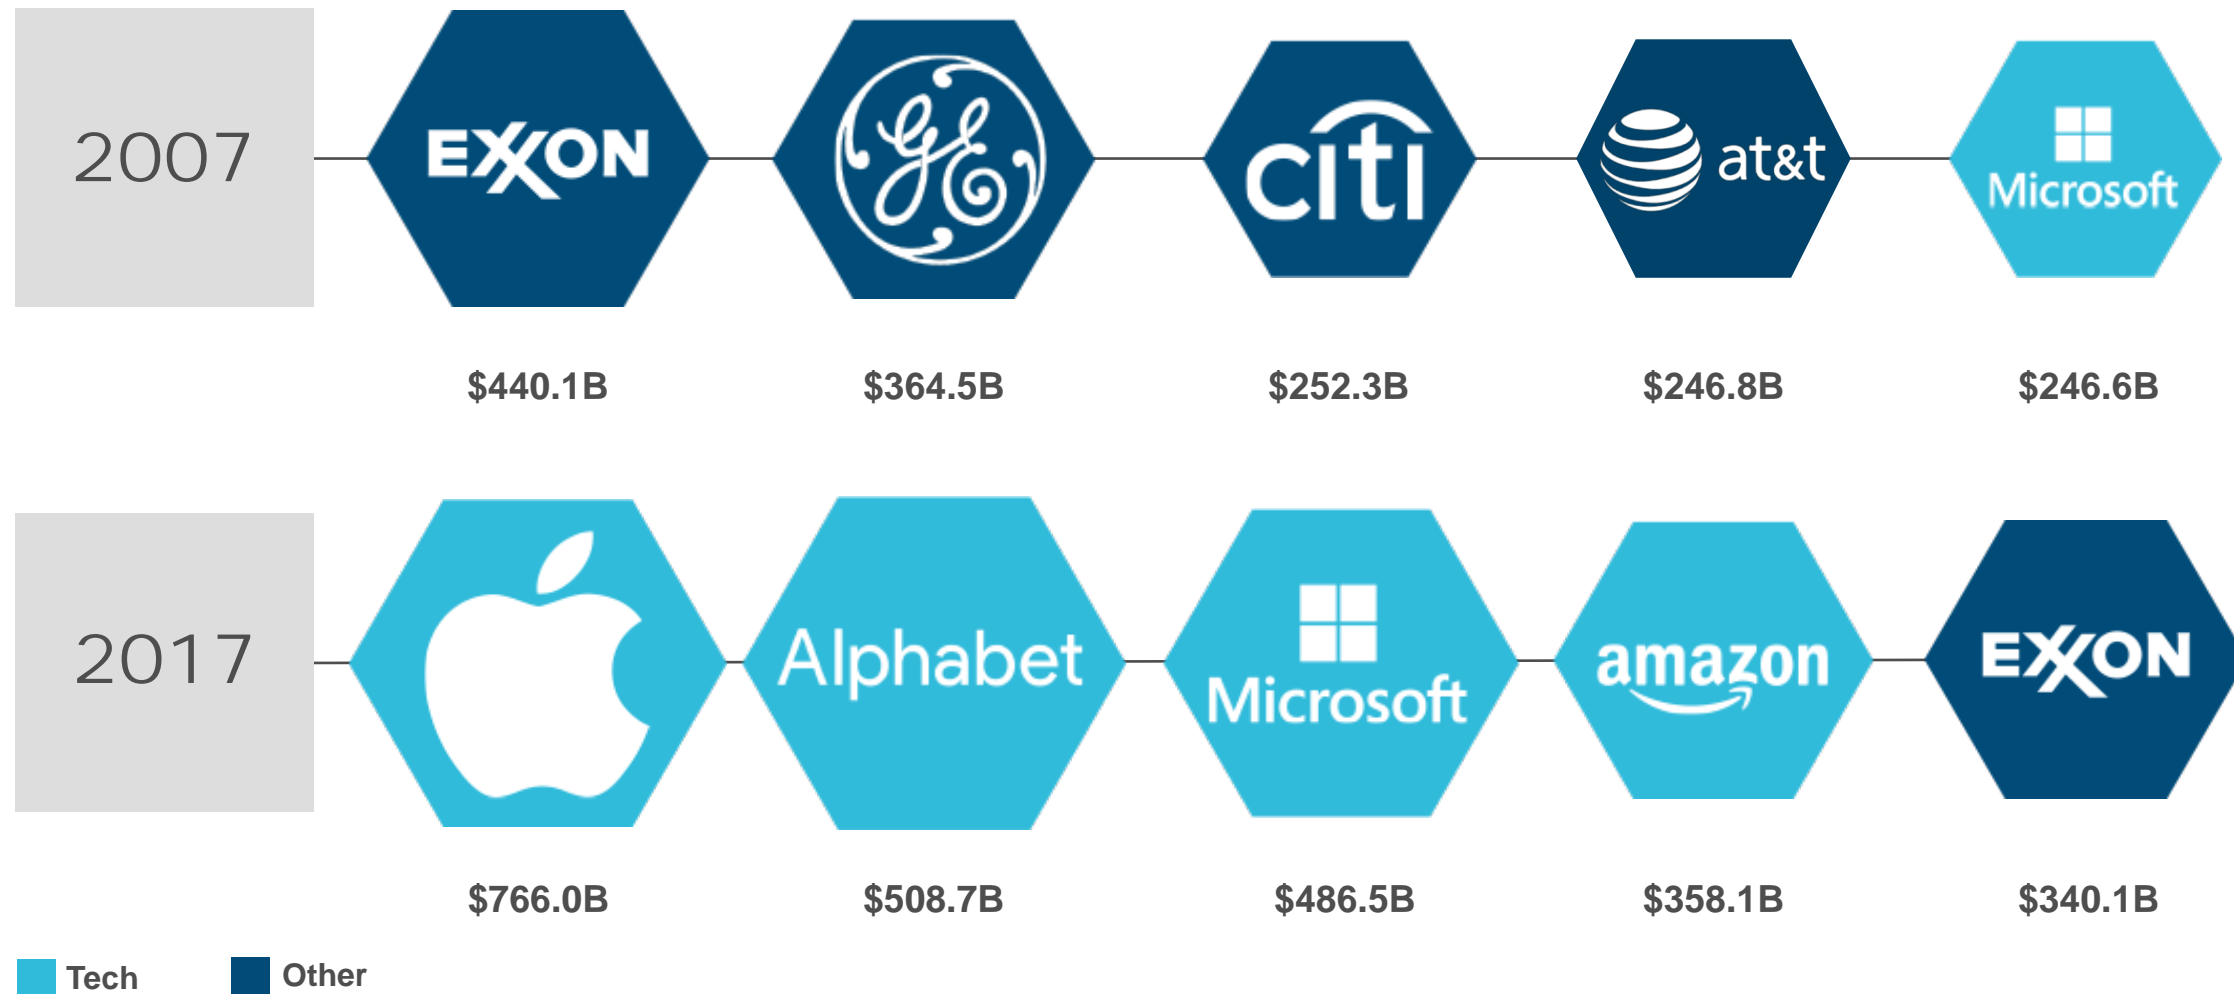 2007
EXXON
GE
citi
at&t
Microsoft
$440.1B
$364.5B
$252.3B
$246.8B
$246.6B
2017
Alphabet
Microsoft
amazon
EXXON
$766.0B
$508.7B
$486.5B
$358.1B
$340.1B
Tech
Other